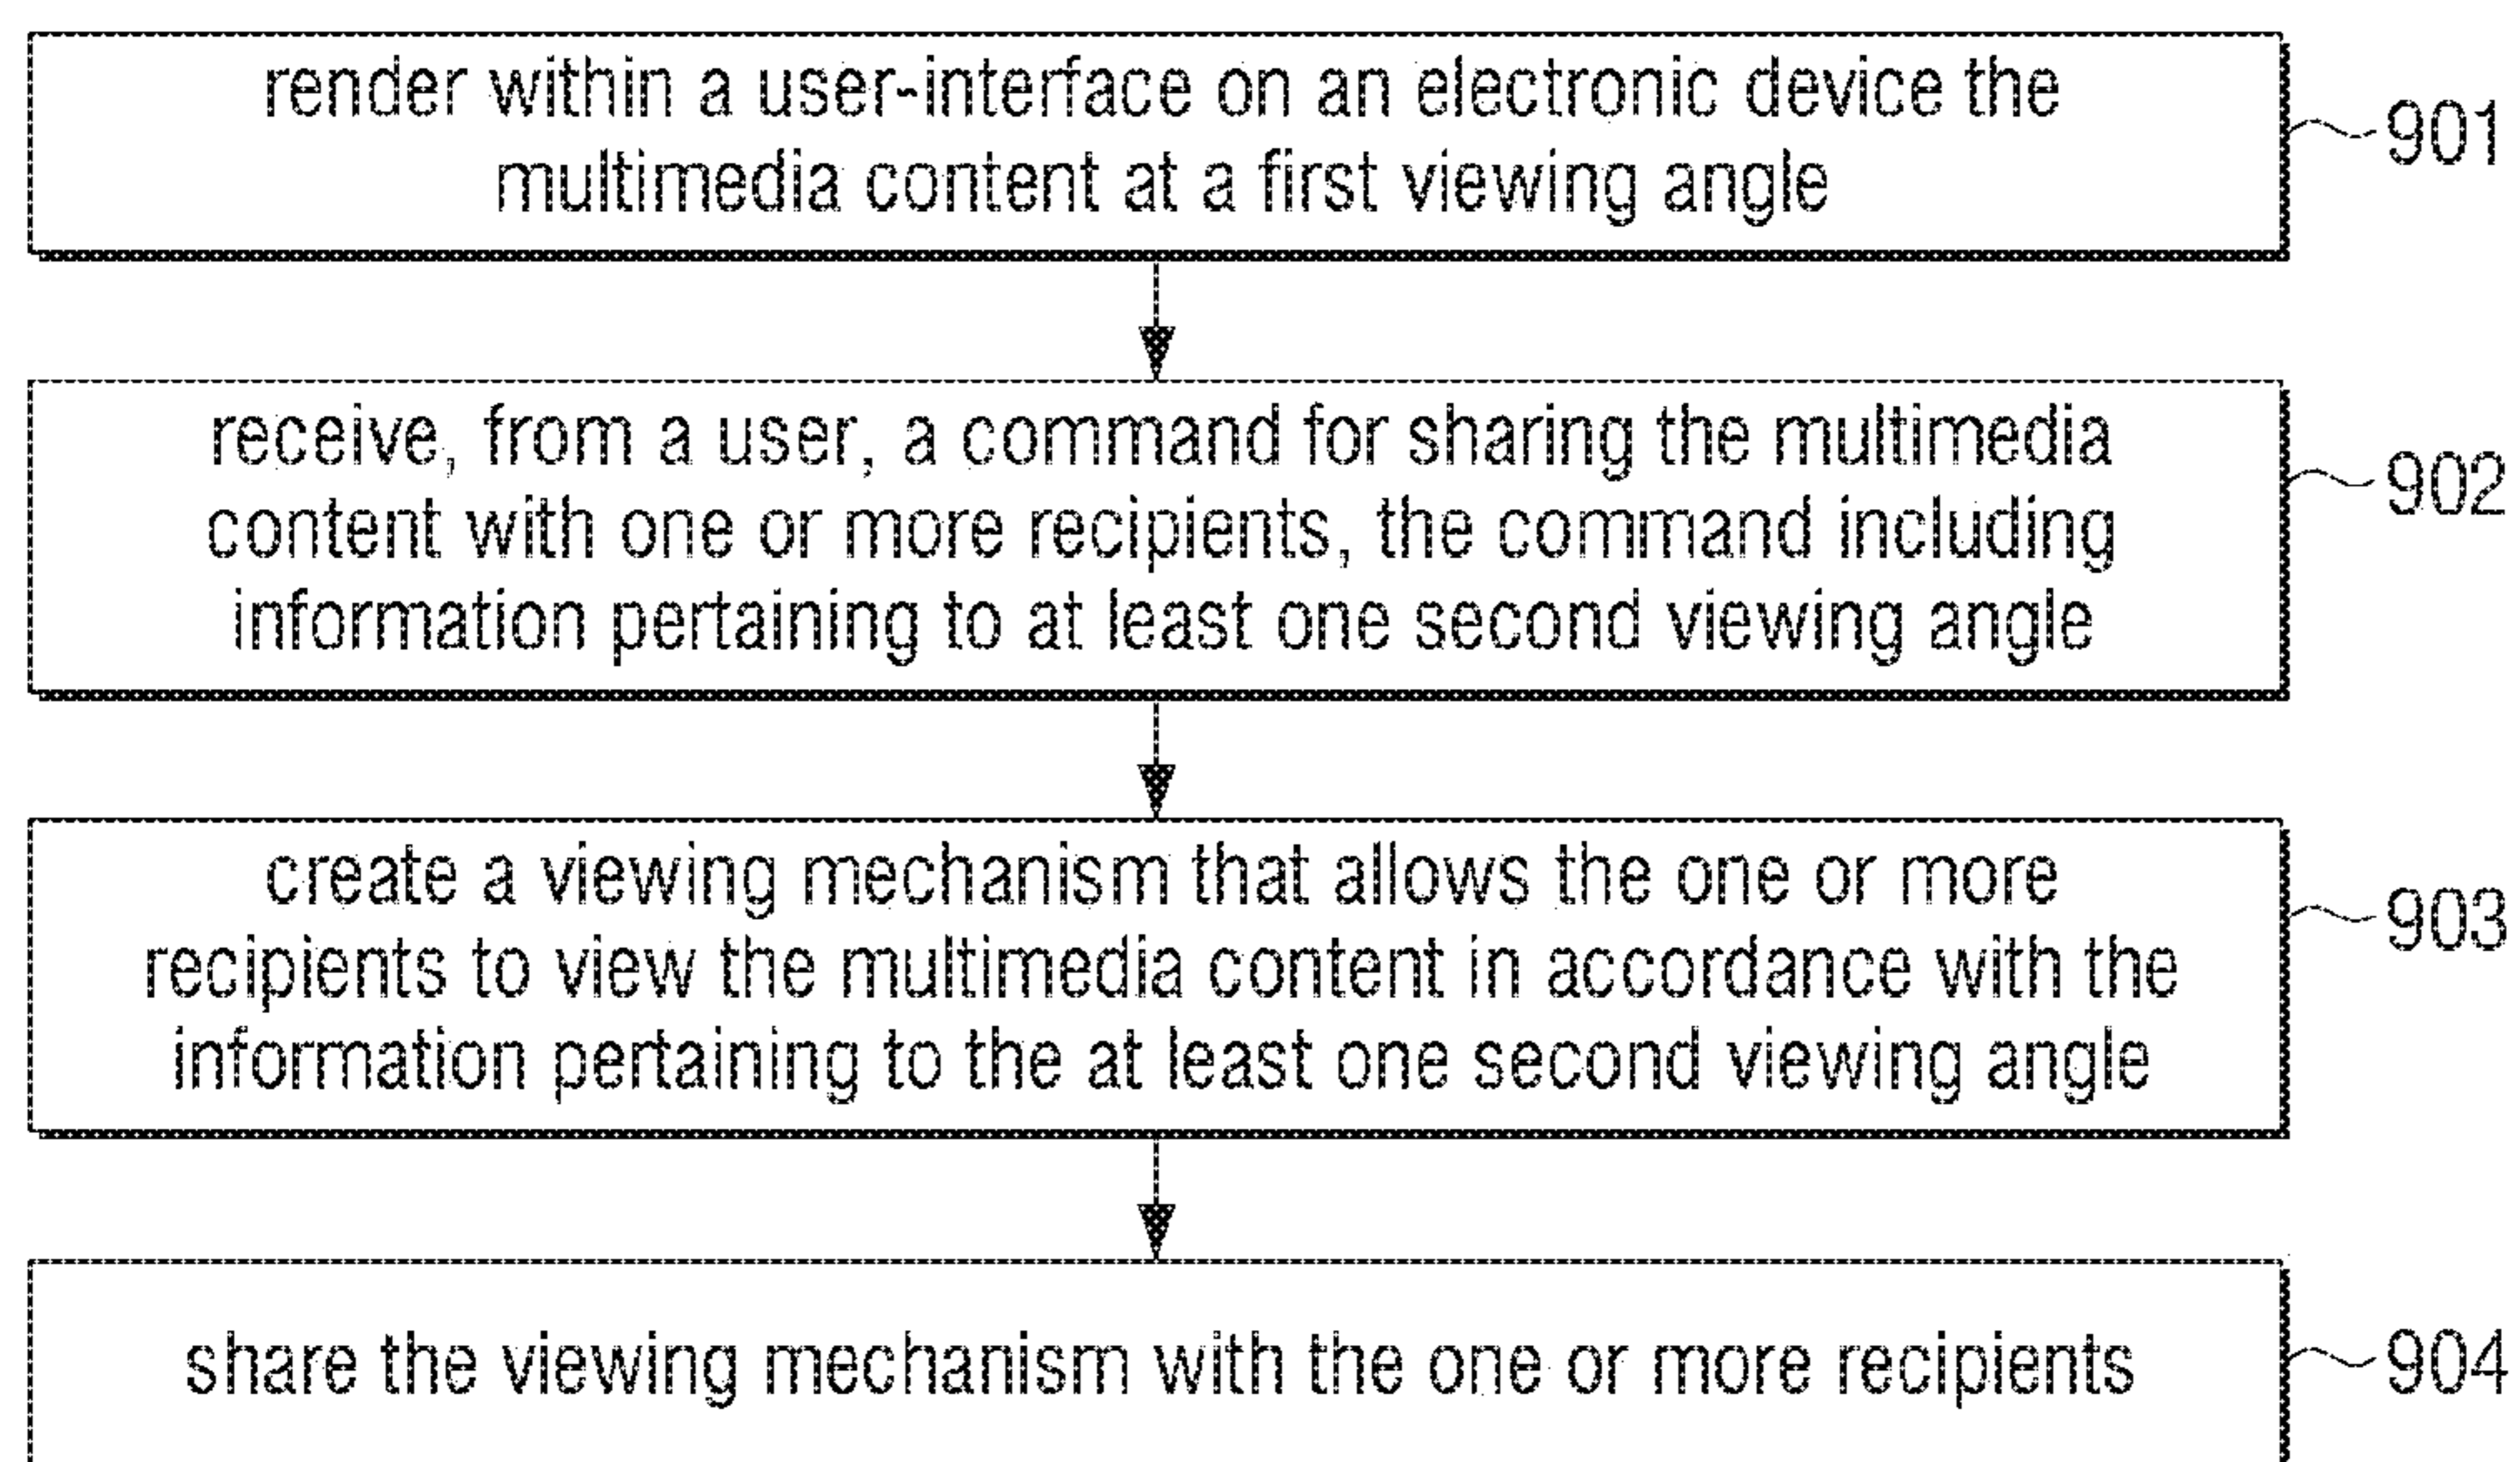 render within a user-interface on an electronic device the
multimedia content at a first viewing angle
901
receive, from a user, a command for sharing the multimedia
content with one or more recipients, the command including
information pertaining to at least one second viewing angle
902
create a viewing mechanism that allows the one or more
recipients to view the multimedia content in accordance with the
information pertaining to the at least one second viewing angle
903
share the viewing mechanism with the one or more recipients
904